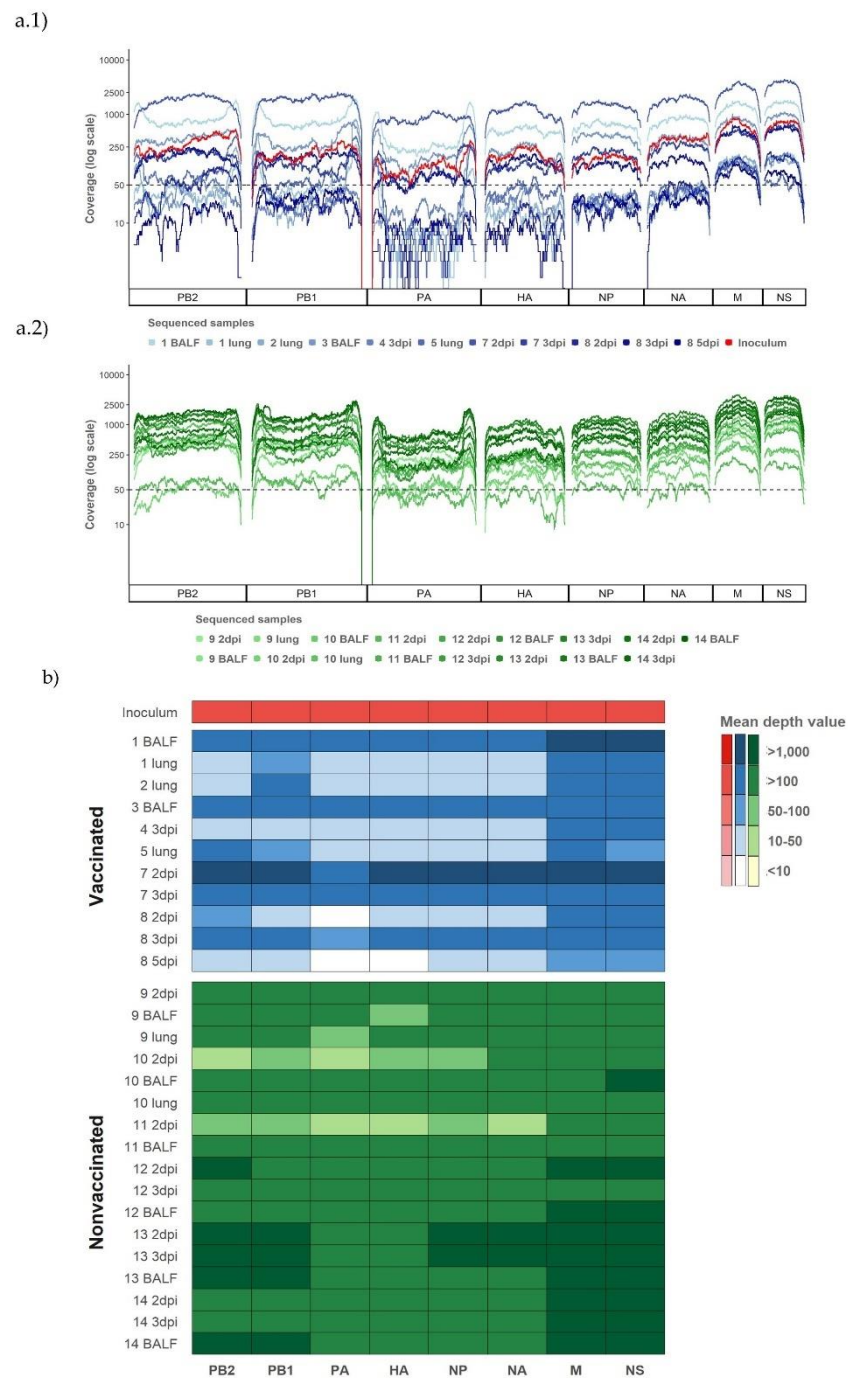 a.1)
10000
2500
1000
250
50
10
Coverage (log scale)
PB2 PB1 PA HA NP NA M NS
Sequenced samples
1 BALF 1 lung 2 lung 3 BALF 4 3dpi 5 lung 7 2dpi 7 3dpi 8 2dpi 8 3dpi 8 5dpi Inoculum
a.2)
10000
2500
1000
250
50
10
Coverage (log scale)
PB2 PB1 PA HA NP NA M NS
Sequenced samples
9 2dpi 9 lung 10 BALF 11 2dpi 12 2dpi 12 BALF 13 3dpi 14 2dpi 14 BALF
9 BALF 10 2dpi 10 lung 11 BALF 12 3dpi 13 2dpi 13 BALF 14 3dpi
b)
Inoculum
Vaccinated
1 BALF
1 lung
2 lung
3 BALF
4 3dpi
5 lung
7 2dpi
7 3dpi
8 2dpi
8 3dpi
8 5dpi
Nonvaccinated
9 2dpi
9 BALF
9 lung
10 2dpi
10 BALF
10 lung
11 2dpi
11 BALF
12 2dpi
12 3dpi
12 BALF
13 2dpi
13 3dpi
13 BALF
14 2dpi
14 3dpi
14 BALF
PB2 PB1 PA HA NP NA M NS
Mean depth value
>1,000
>100
50-100
10-50
<10